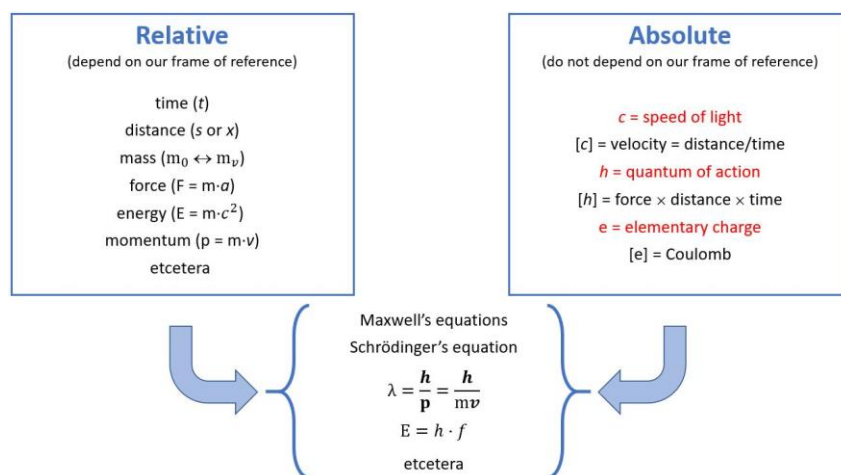 Relative
(depend on our frame of reference)
time (t)
distance (s or x)
mass (m₀ ↔ mᵥ)
force (F = m·a)
energy (E = m·c²)
momentum (p = m·v)
etcetera
Absolute
(do not depend on our frame of reference)
c = speed of light
[c] = velocity = distance/time
h = quantum of action
[h] = force × distance × time
e = elementary charge
[e] = Coulomb
Maxwell’s equations
Schrödinger’s equation
λ = h/p = h/mv
E = h · f
etcetera